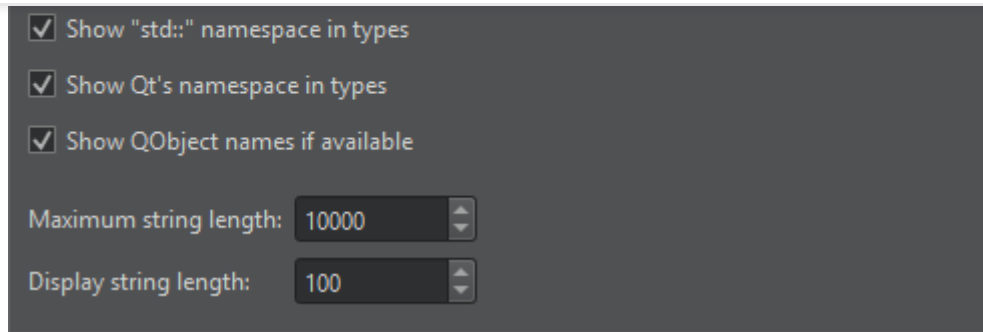 Show "std::" namespace in types
Show Qt's namespace in types
Show QObject names if available
Maximum string length: 10000
Display string length: 100